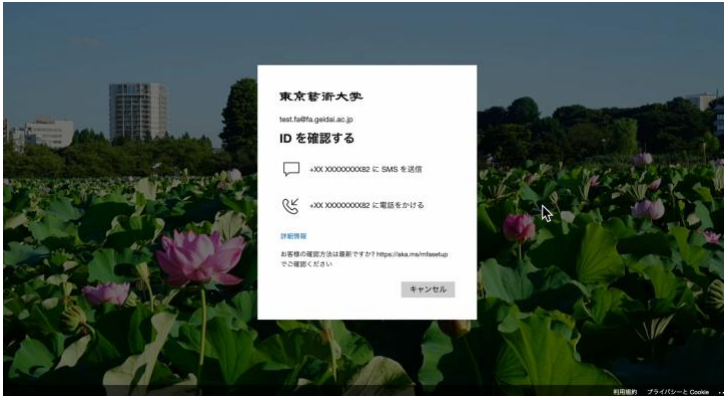 東京藝術大学
test.fa@fa.geidai.ac.jp
ID を確認する
+XX XXXXXXXX82 に SMS を送信
+XX XXXXXXXX82 に電話をかける
詳細情報
お客様の確認方法は最新ですか? https://aka.ms/mfasetup
でご確認ください
キャンセル
利用規約 プライバシーと Cookie ...